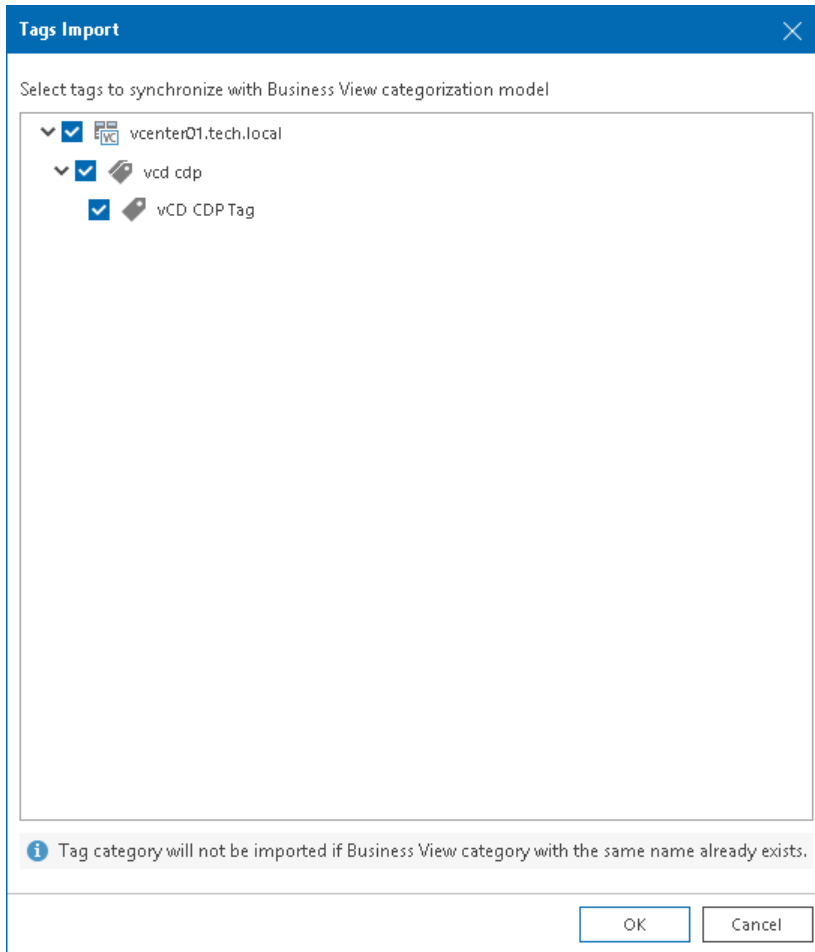 Tags Import
Select tags to synchronize with Business View categorization model
VC
vcenter01.tech.local
vcd cdp
vCD CDP Tag
Tag category will not be imported if Business View category with the same name already exists.
OK
Cancel